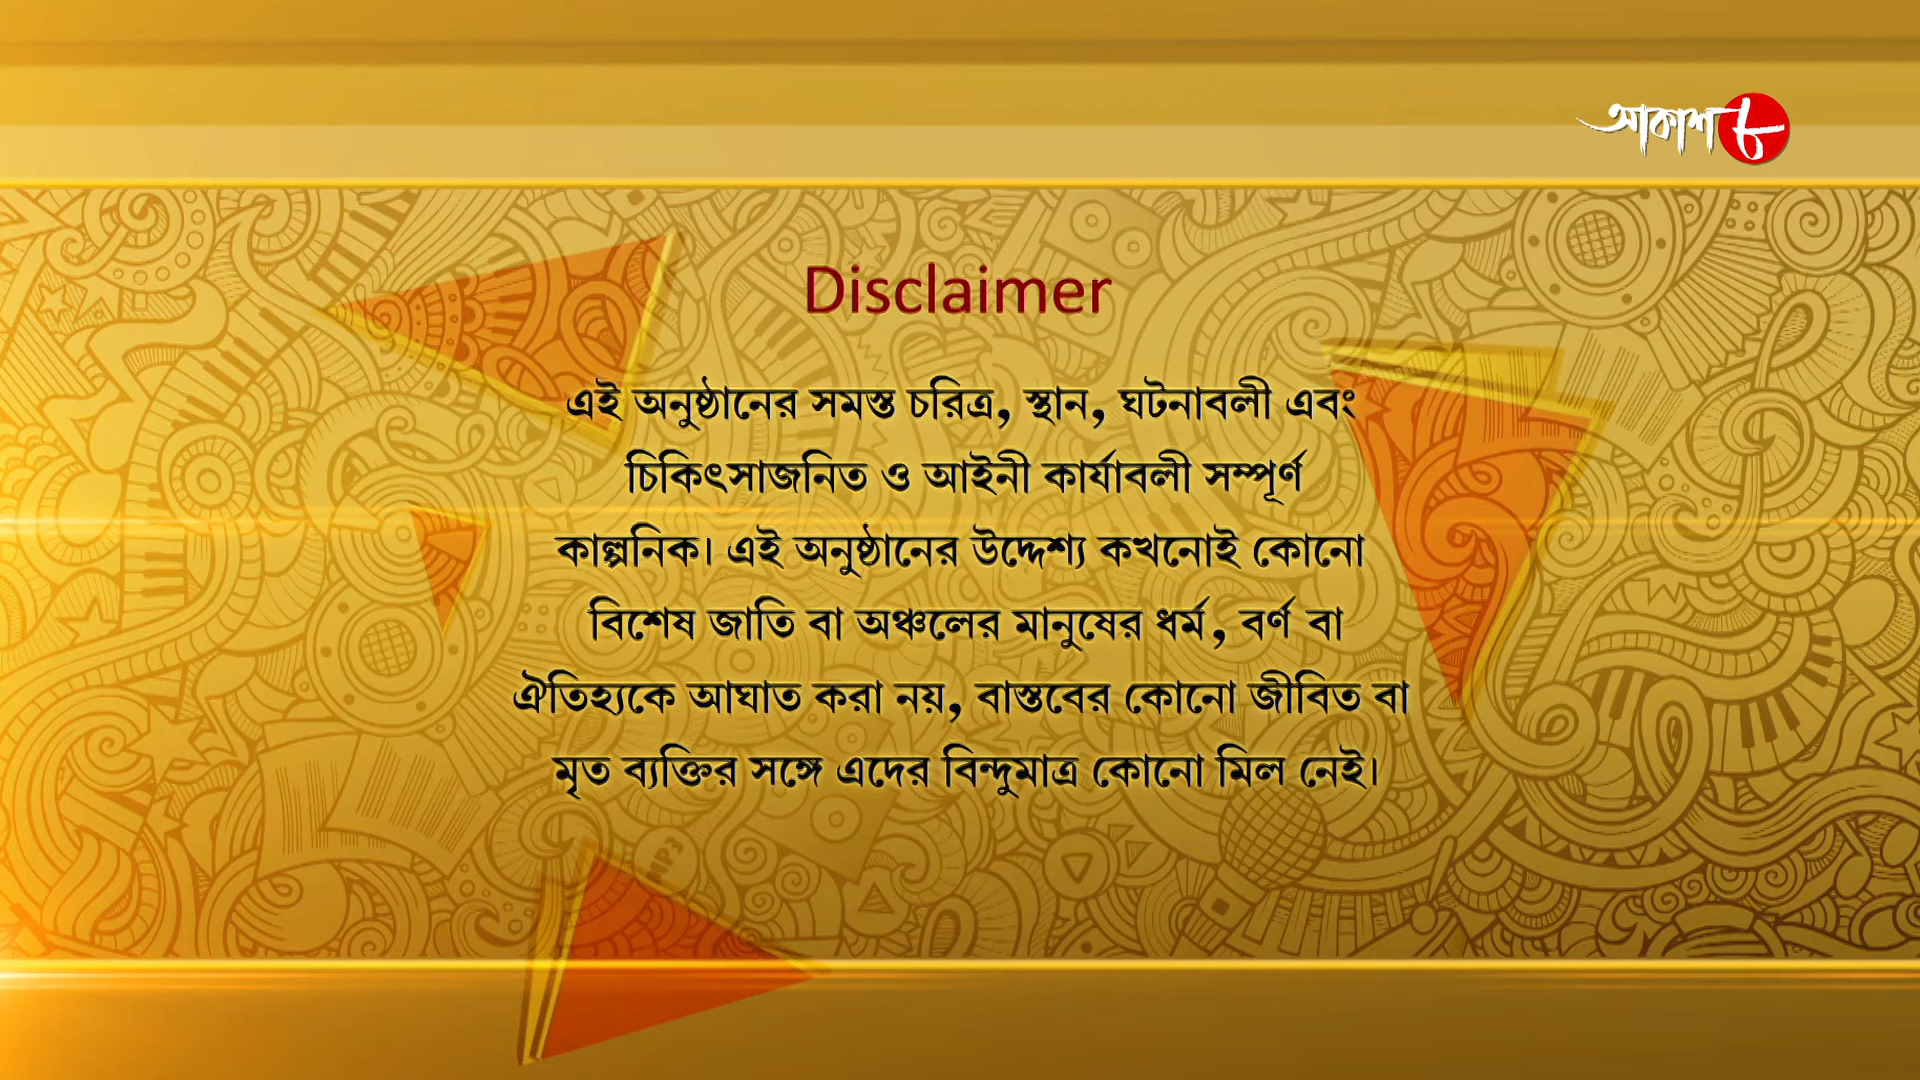 আকাশ ৮
Disclaimer
এই অনুষ্ঠানের সমস্ত চরিত্র, স্থান, ঘটনাবলী এবং
চিকিৎসাজনিত ও আইনী কার্যাবলী সম্পূর্ণ
কাল্পনিক। এই অনুষ্ঠানের উদ্দেশ্য কখনোই কোনো
বিশেষ জাতি বা অঞ্চলের মানুষের ধর্ম, বর্ণ বা
ঐতিহ্যকে আঘাত করা নয়, বাস্তবের কোনো জীবিত বা
মৃত ব্যক্তির সঙ্গে এদের বিন্দুমাত্র কোনো মিল নেই।
MP3